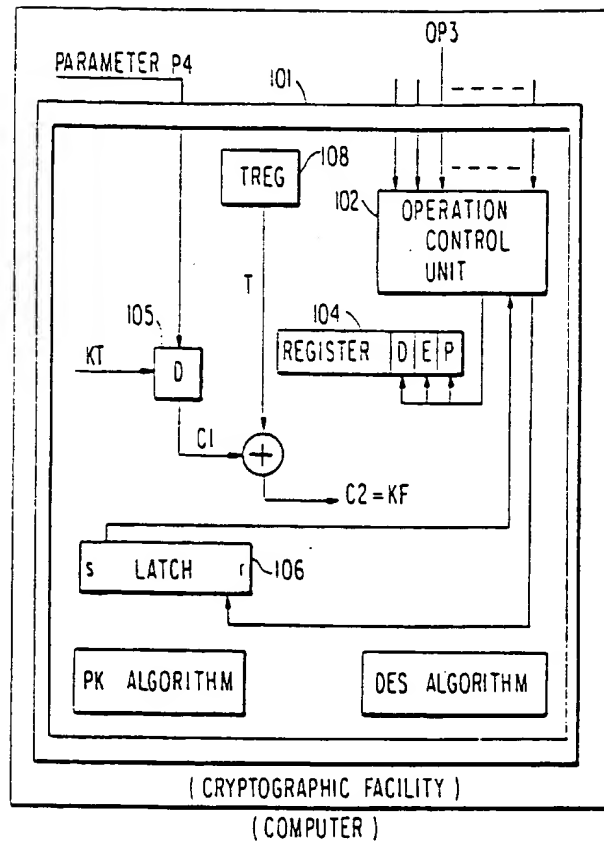 OP3
PARAMETER P4
101
108
TREG
102
OPERATION
CONTROL
UNIT
T
105
104
REGISTER D E P
KT
D
C1
+
C2=KF
s LATCH r
106
PK ALGORITHM
DES ALGORITHM
( CRYPTOGRAPHIC FACILITY )
( COMPUTER )